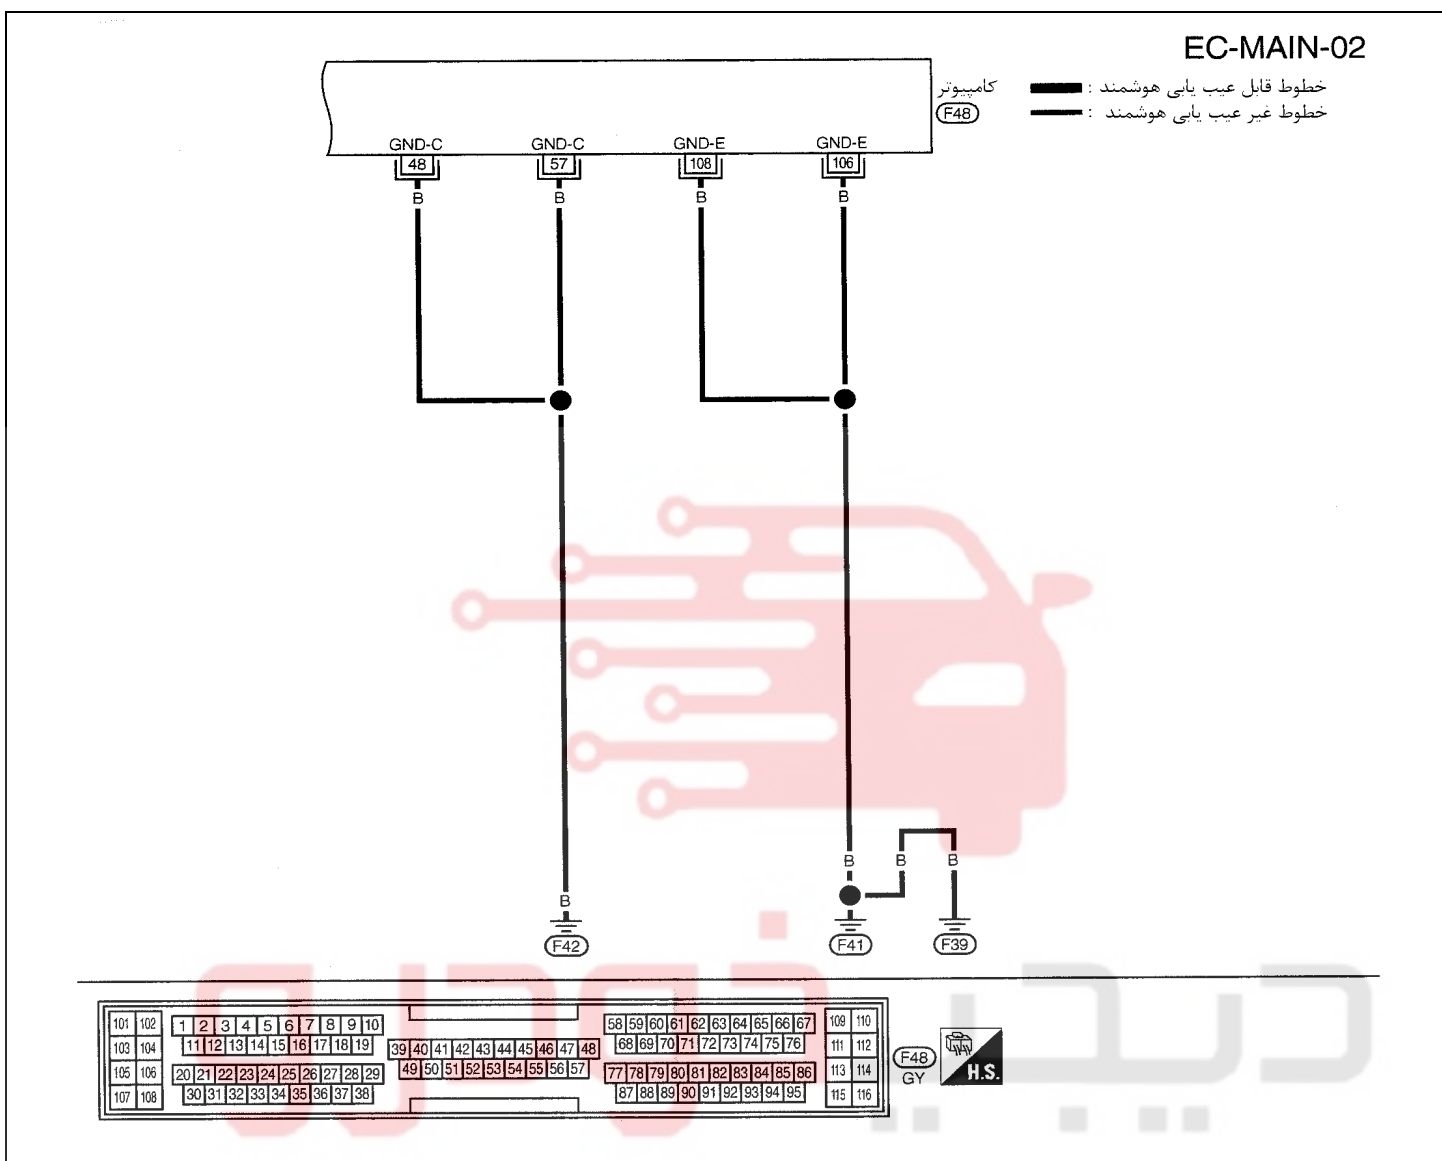 EC-MAIN-02
خطوط قابل عیب یابی هوشمند :
خطوط غیر عیب یابی هوشمند :
کامپیوتر
F48
GND-C GND-C GND-E GND-E
48 57 108 106
B B B B
B B B
B
F42 F41 F39
101 102 1 2 3 4 5 6 7 8 9 10 58 59 60 61 62 63 64 65 66 67 109 110
103 104 11 12 13 14 15 16 17 18 19 39 40 41 42 43 44 45 46 47 48 68 69 70 71 72 73 74 75 76 111 112
105 106 20 21 22 23 24 25 26 27 28 29 49 50 51 52 53 54 55 56 57 77 78 79 80 81 82 83 84 85 86 113 114
107 108 30 31 32 33 34 35 36 37 38 87 88 89 90 91 92 93 94 95 115 116
F48
GY
H.S.
دیجی خودرو